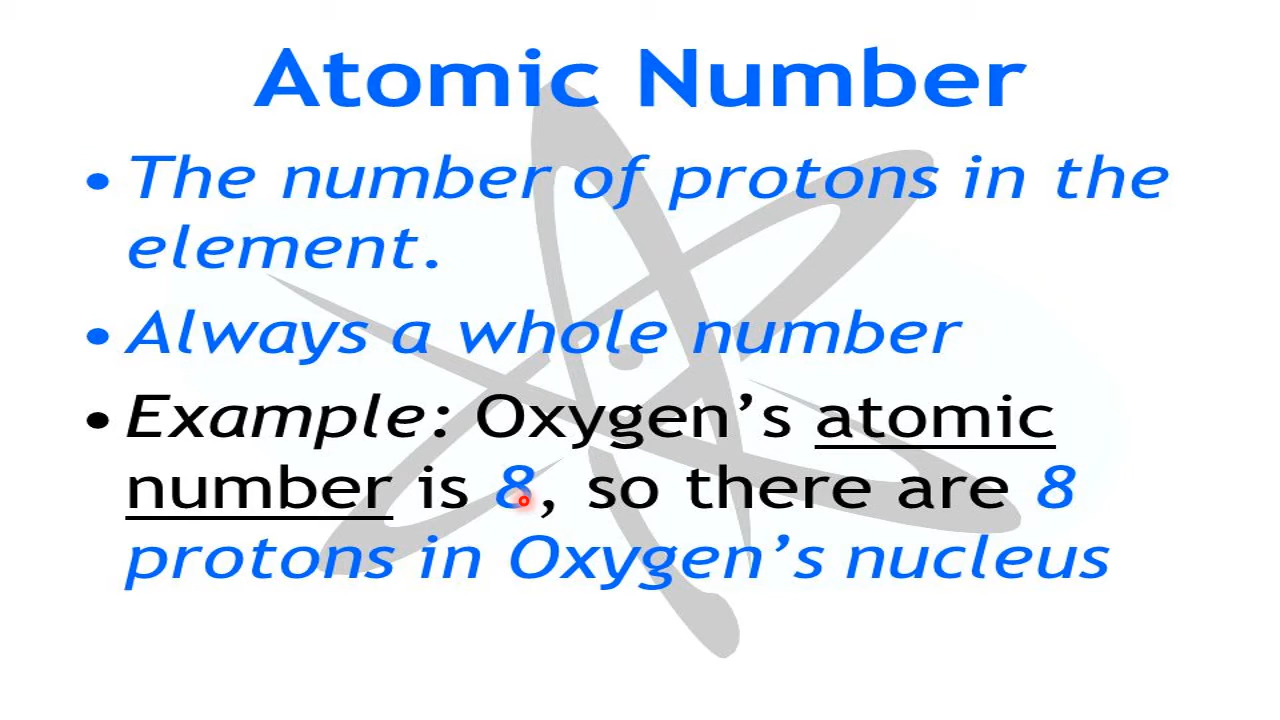 Atomic Number
• The number of protons in the
element.
• Always a whole number
• Example: Oxygen’s atomic
number is 8, so there are 8
protons in Oxygen’s nucleus